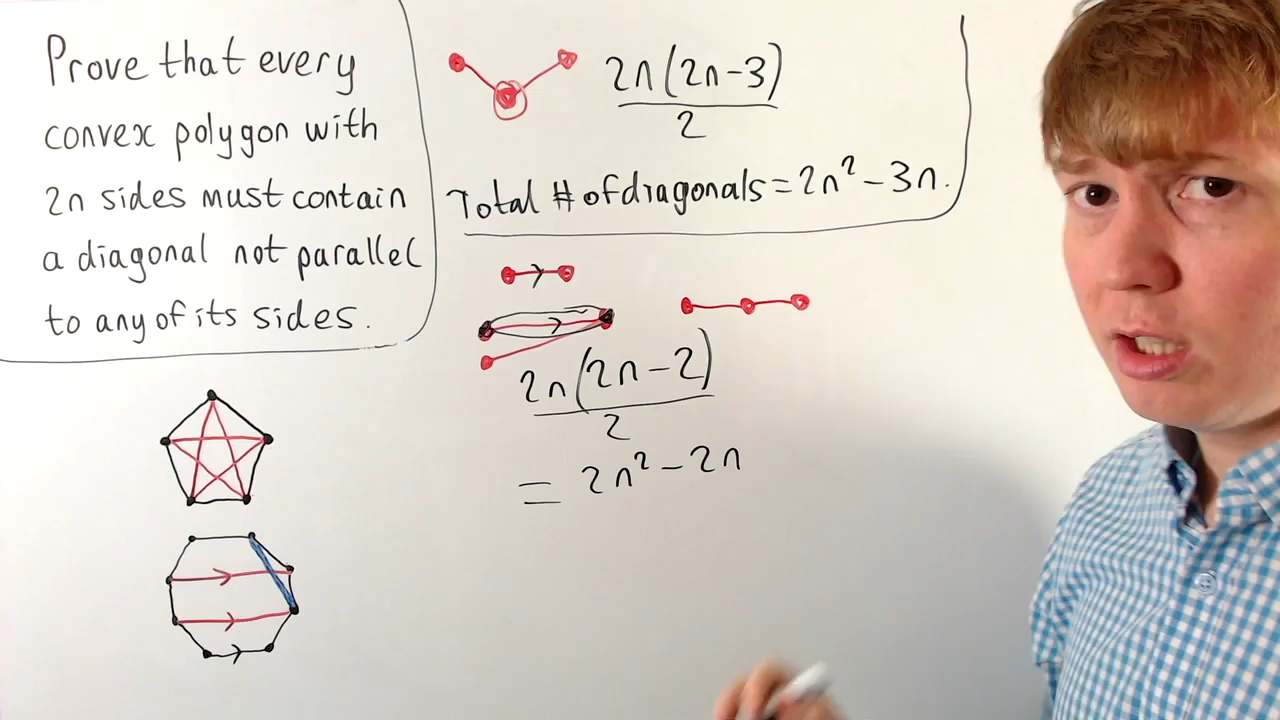 Prove that every
convex polygon with
2n sides must contain
a diagonal not parallel
to any of its sides.
2n(2n-3)
2
Total # of diagonals = 2n² - 3n.
2n(2n-2)
2
= 2n² - 2n